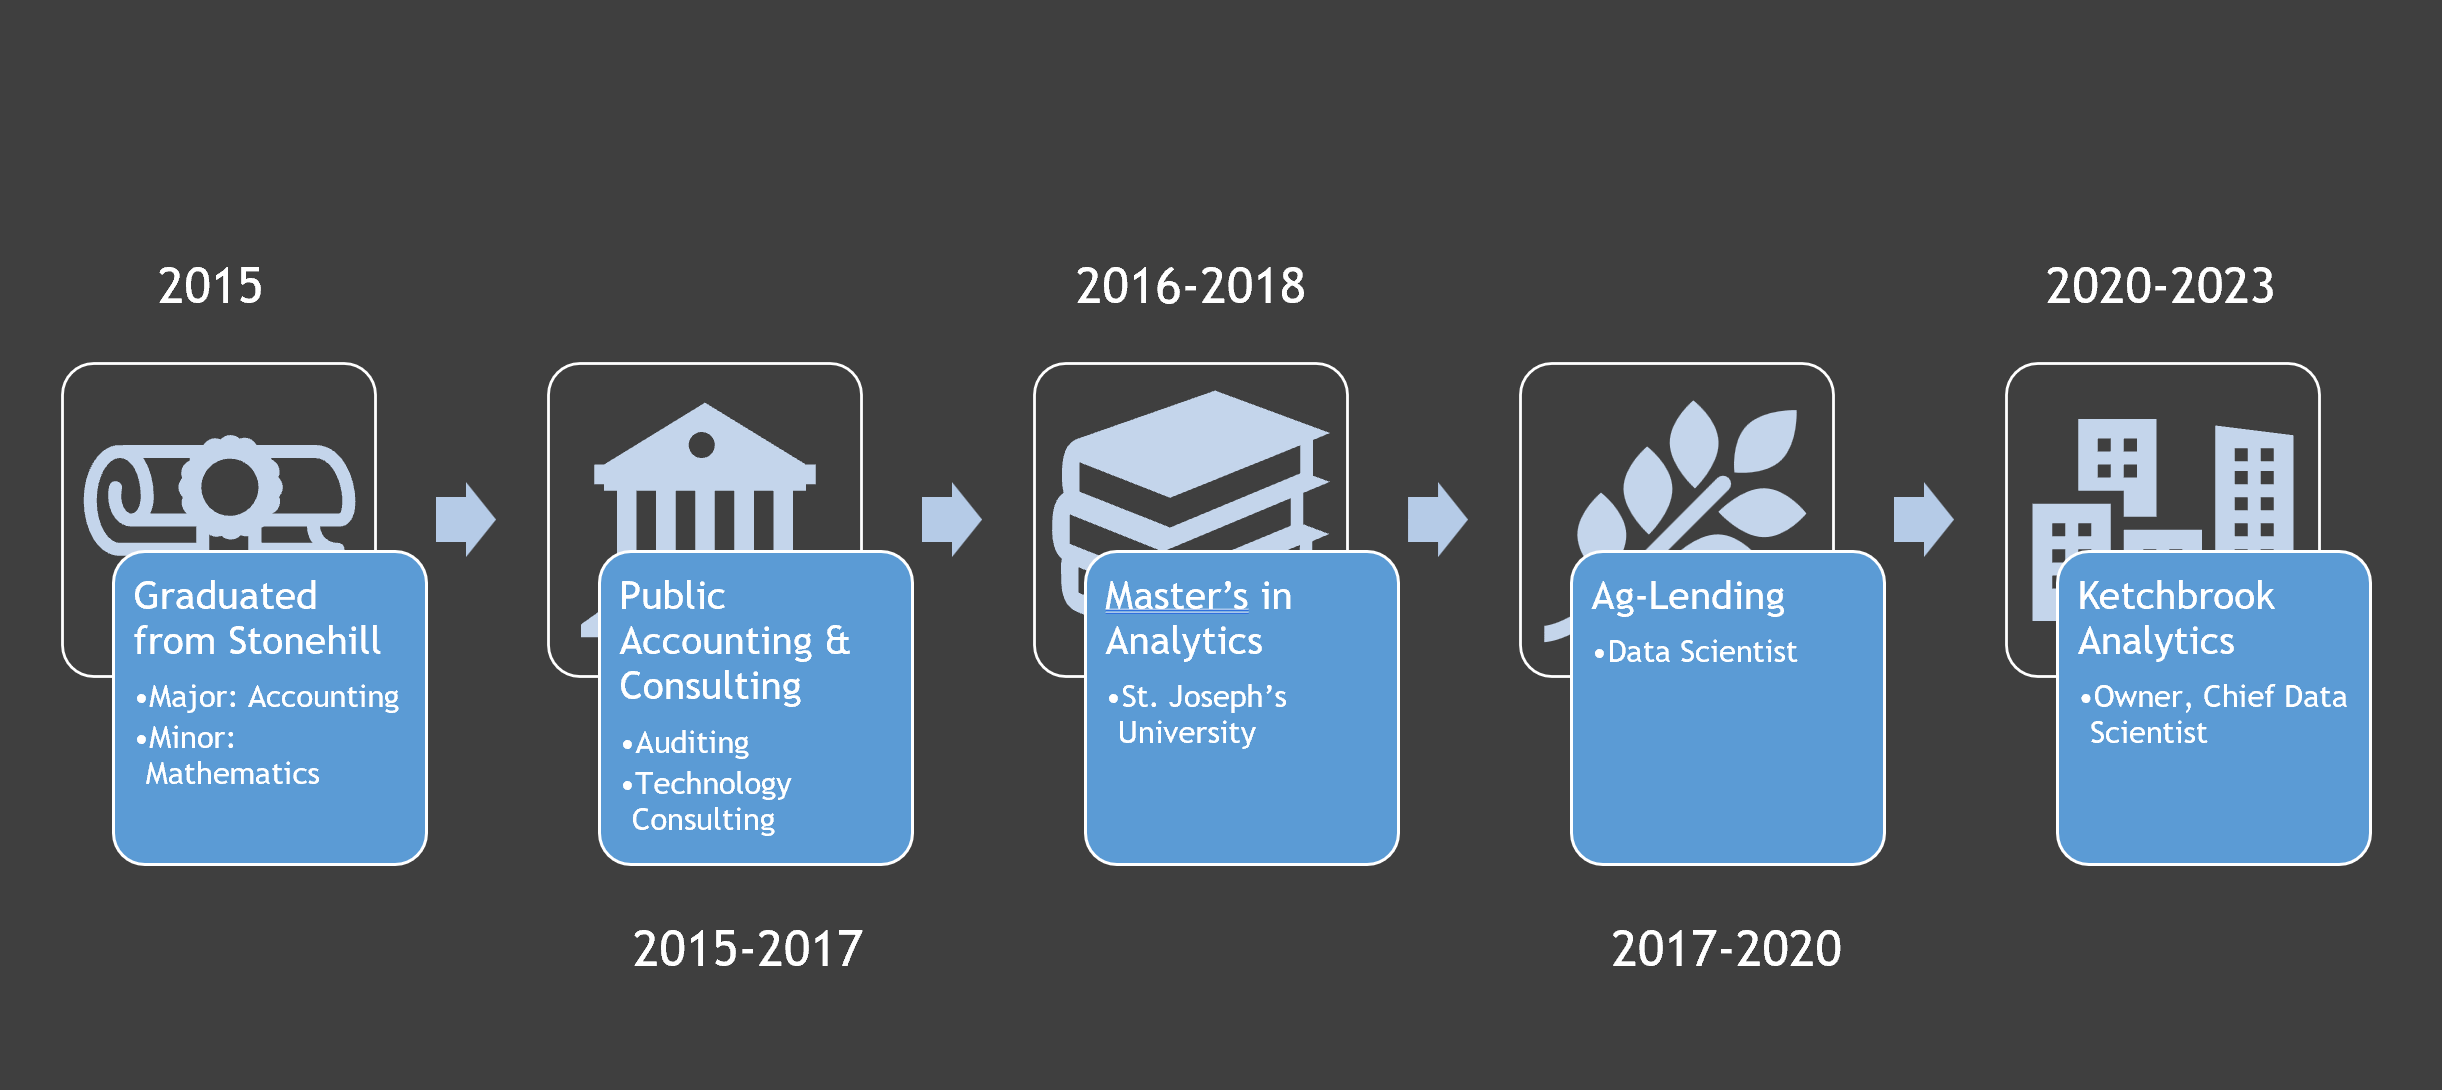 2015
2016-2018
2020-2023
Graduated
from Stonehill
•Major: Accounting
•Minor:
Mathematics
Public
Accounting &
Consulting
•Auditing
•Technology
Consulting
Master’s in
Analytics
•St. Joseph’s
University
Ag-Lending
•Data Scientist
Ketchbrook
Analytics
•Owner, Chief Data
Scientist
2015-2017
2017-2020